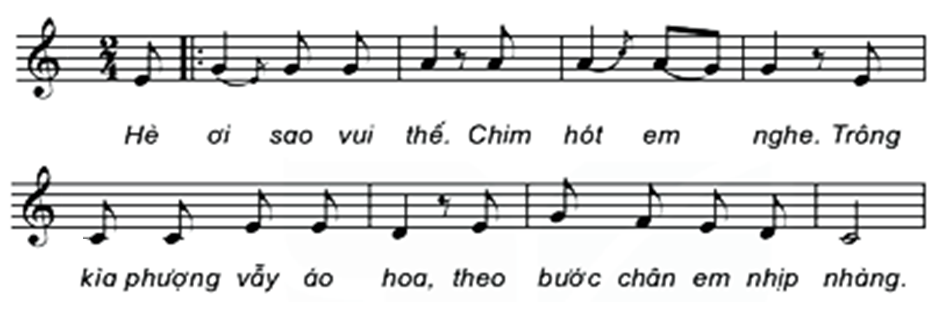 Hè ơi sao vui thế. Chim hót em nghe. Trông
kìa phượng vẫy áo hoa, theo bước chân em nhịp nhàng.